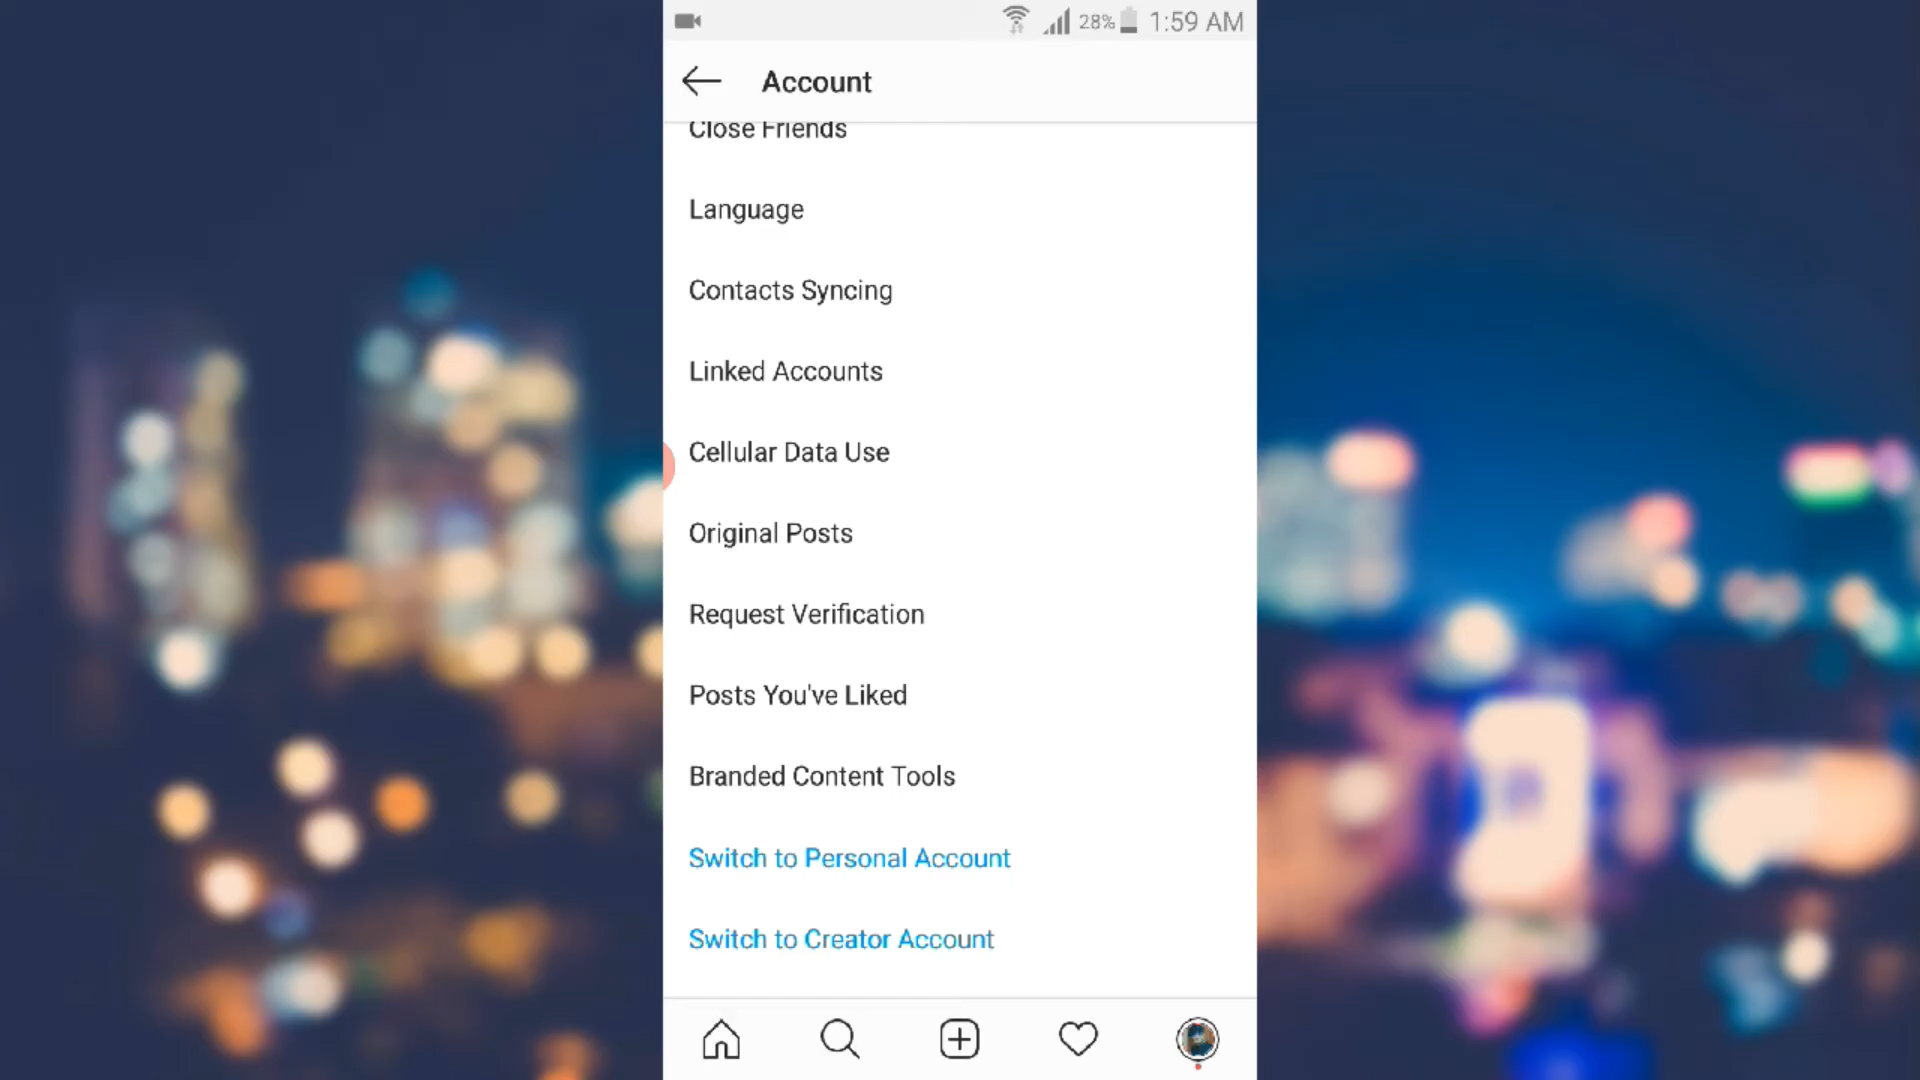 28% 1:59 AM
Account
Close Friends
Language
Contacts Syncing
Linked Accounts
Cellular Data Use
Original Posts
Request Verification
Posts You've Liked
Branded Content Tools
Switch to Personal Account
Switch to Creator Account